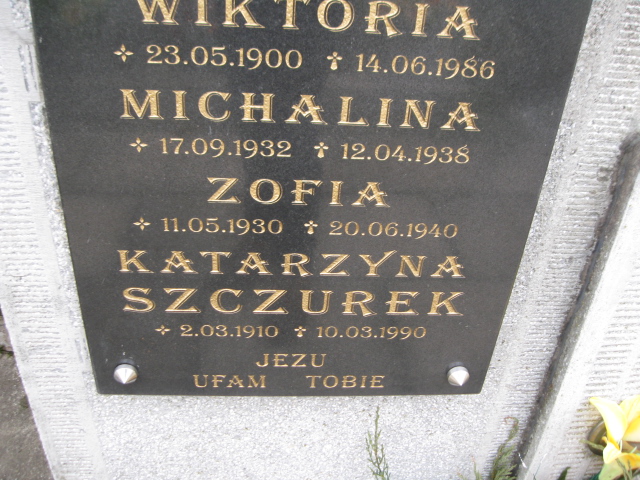 WIKTORIA
23.05.1900 14.06.1986
MICHALINA
17.09.1932 12.04.1938
ZOFIA
11.05.1930 20.06.1940
KATARZYNA
SZCZUREK
2.03.1910 10.03.1990
JEZU
UFAM TOBIE